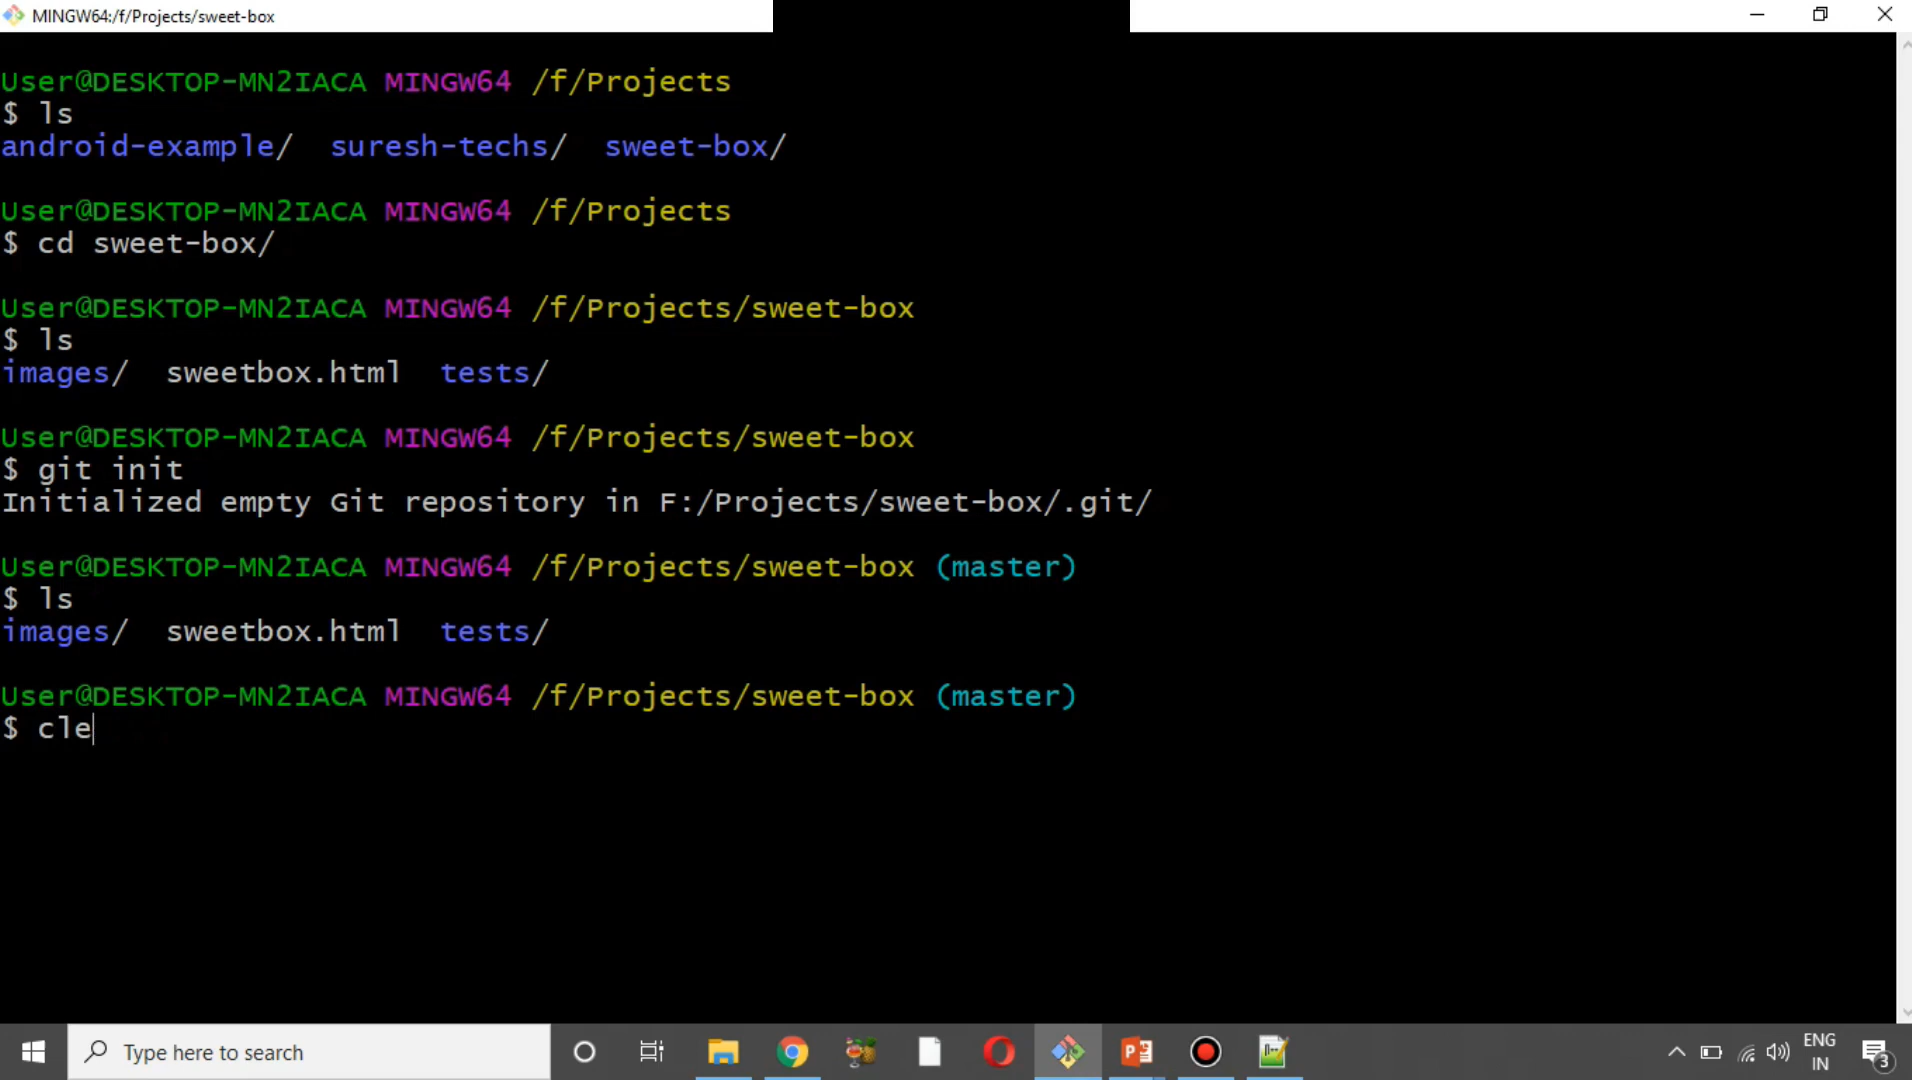 MINGW64:/f/Projects/sweet-box
User@DESKTOP-MN2IACA MINGW64 /f/Projects
$ ls
android-example/  suresh-techs/  sweet-box/
User@DESKTOP-MN2IACA MINGW64 /f/Projects
$ cd sweet-box/
User@DESKTOP-MN2IACA MINGW64 /f/Projects/sweet-box
$ ls
images/  sweetbox.html  tests/
User@DESKTOP-MN2IACA MINGW64 /f/Projects/sweet-box
$ git init
Initialized empty Git repository in F:/Projects/sweet-box/.git/
User@DESKTOP-MN2IACA MINGW64 /f/Projects/sweet-box (master)
$ ls
images/  sweetbox.html  tests/
User@DESKTOP-MN2IACA MINGW64 /f/Projects/sweet-box (master)
$ cle
Type here to search
ENG
IN
3